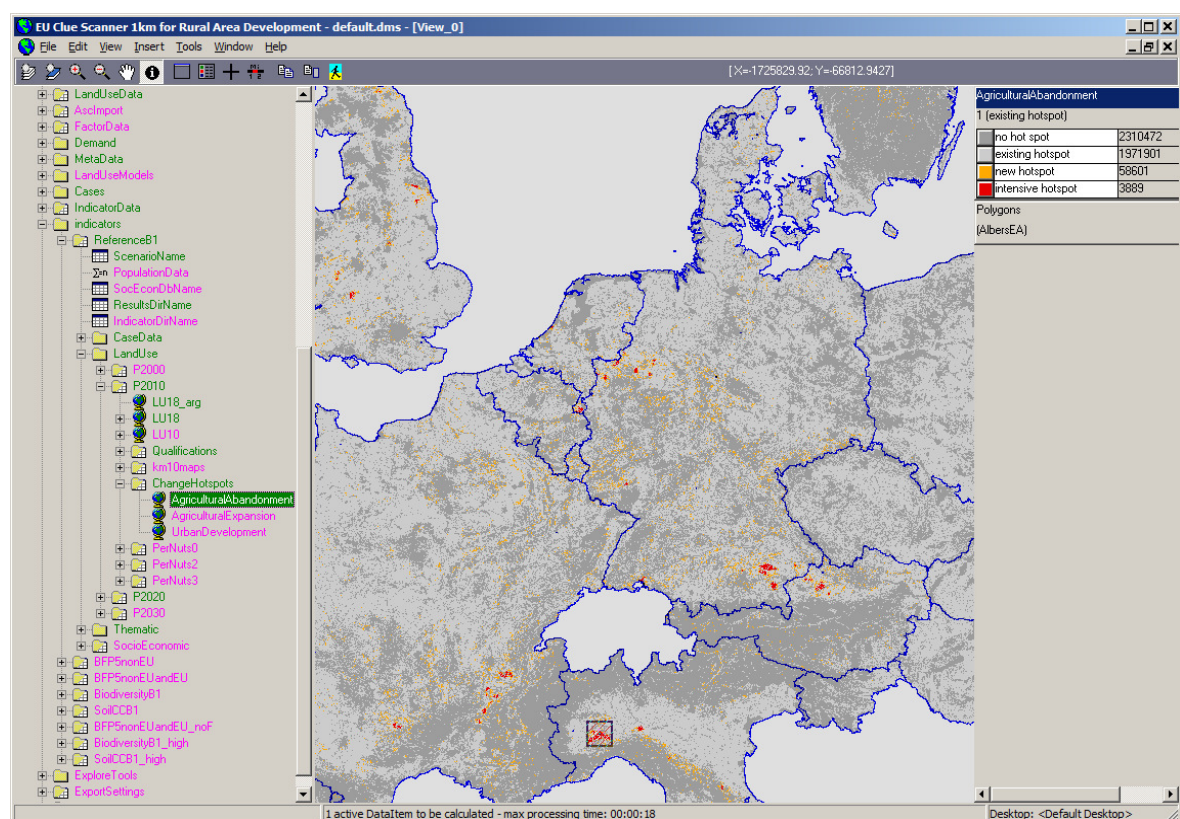 EU Clue Scanner 1km for Rural Area Development - default.dms - [View_0]
File Edit View Insert Tools Window Help
[X=-1725829.92; Y=-66812.9427]
LandUseData
AscImport
FactorData
Demand
MetaData
LandUseModels
Cases
IndicatorData
indicators
ReferenceB1
ScenarioName
PopulationData
SocEconDbName
ResultsDirName
IndicatorDirName
CaseData
LandUse
P2000
P2010
LU18_arg
LU18
LU10
Qualifications
km10maps
ChangeHotspots
AgriculturalAbandonment
AgriculturalExpansion
UrbanDevelopment
PerNuts0
PerNuts2
PerNuts3
P2020
P2030
Thematic
SocioEconomic
BFP5nonEU
BFP5nonEUandEU
BiodiversityB1
SoilCCB1
BFP5nonEUandEU_noF
BiodiversityB1_high
SoilCCB1_high
ExploreTools
ExportSettings
AgriculturalAbandonment
1 (existing hotspot)
no hot spot 2310472
existing hotspot 1971901
new hotspot 58601
intensive hotspot 3889
Polygons
(AlbersEA)
1 active DataItem to be calculated - max processing time: 00:00:18
Desktop: <Default Desktop>